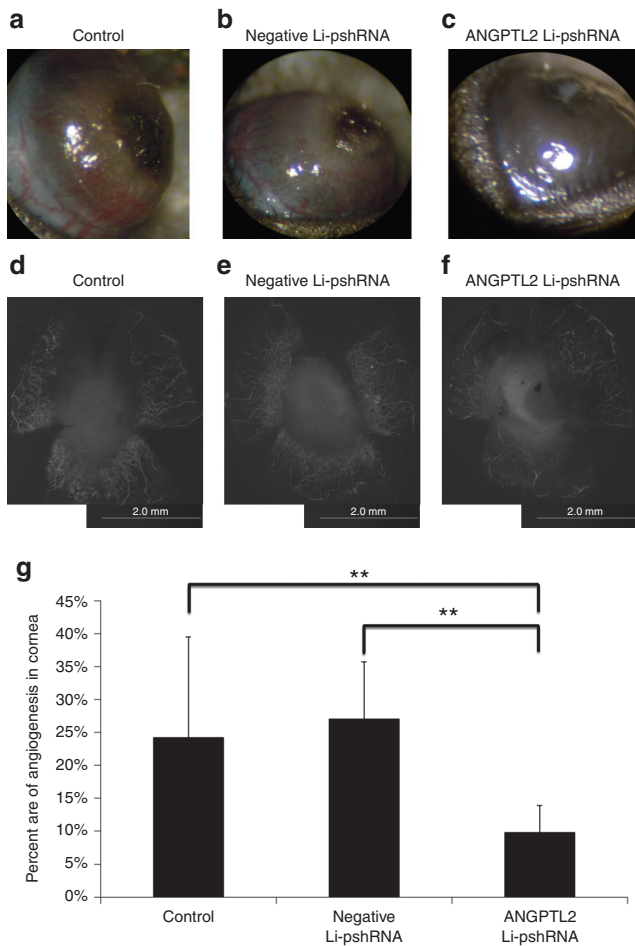 a
Control
b
Negative Li-pshRNA
c
ANGPTL2 Li-pshRNA
d
Control
e
Negative Li-pshRNA
f
ANGPTL2 Li-pshRNA
2.0 mm
2.0 mm
2.0 mm
g
**
**
Percent are of angiogenesis in cornea
45%
40%
35%
30%
25%
20%
15%
10%
5%
0%
Control
Negative
Li-pshRNA
ANGPTL2
Li-pshRNA